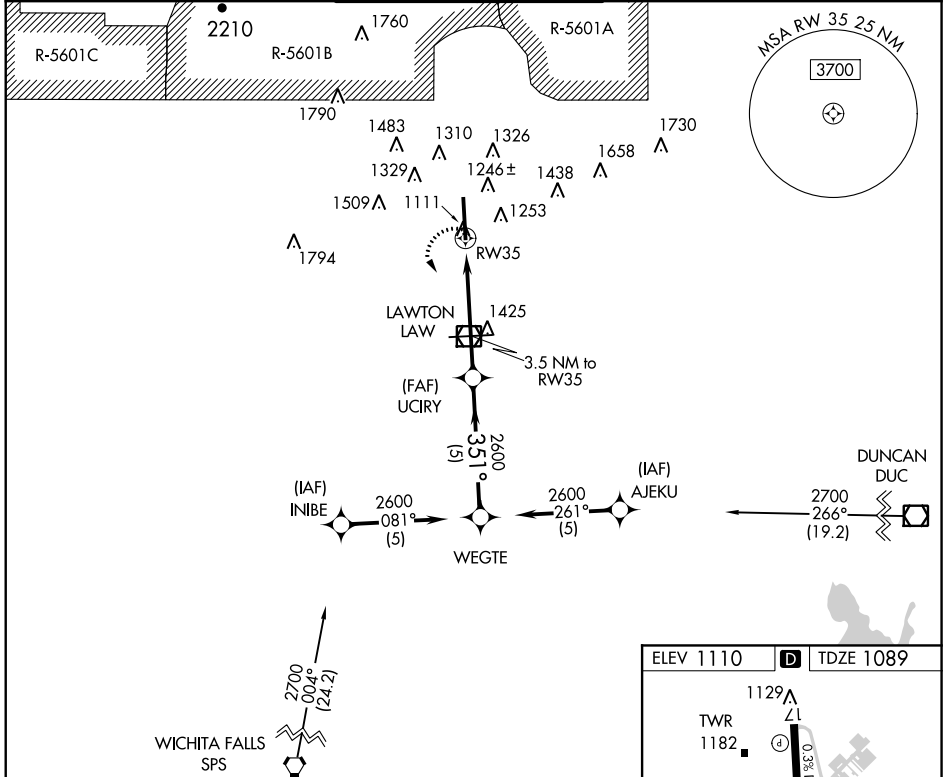 2210
1760
R-5601C
R-5601B
R-5601A
MSA RW 35 25 NM
3700
1790
1483
1310
1326
1730
1329
1246±
1438
1658
1509
1111
1253
1794
RW35
LAWTON
LAW
1425
3.5 NM to
RW35
(FAF)
UCIRY
2600
351°
(5)
(IAF)
INIBE
2600
081°
(5)
2600
261°
(5)
(IAF)
AJEKU
WEGTE
DUNCAN
DUC
2700
266°
(19.2)
2700
004°
(24.2)
WICHITA FALLS
SPS
ELEV 1110
D
TDZE 1089
1129
17
TWR
1182
P
0.3%